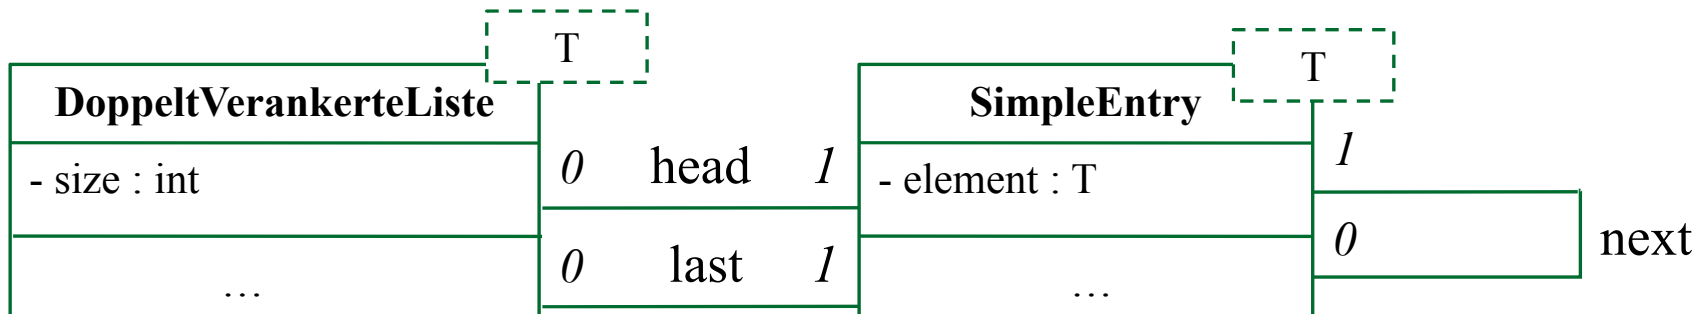 T
DoppeltVerankerteListe
- size : int
…
0 head 1
0 last 1
T
SimpleEntry
- element : T
…
1
0
next